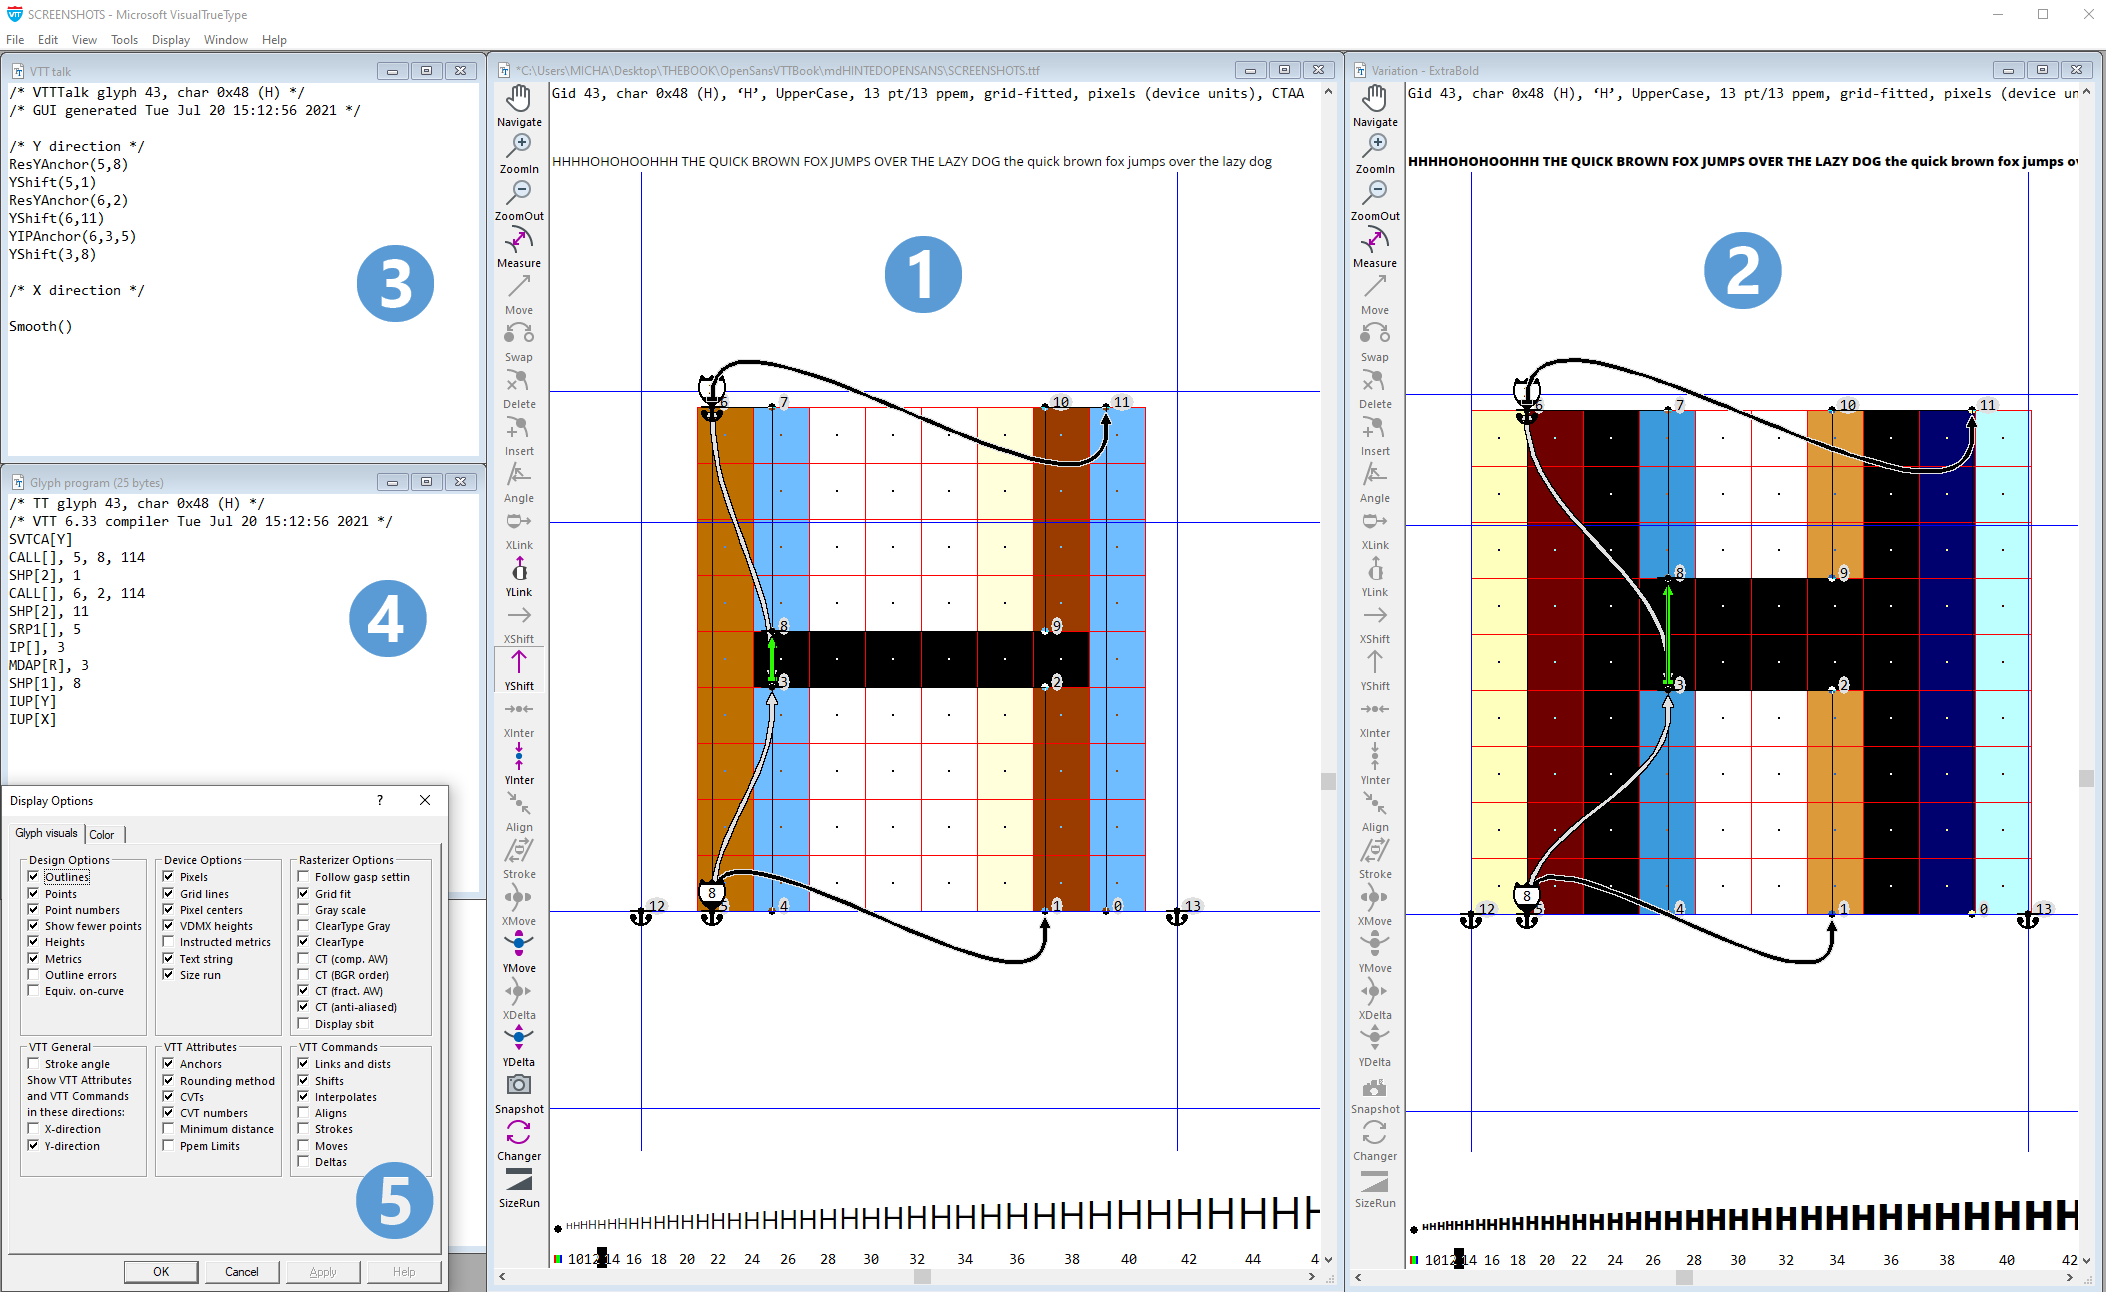 SCREENSHOTS - Microsoft VisualTrueType
File Edit View Tools Display Window Help
VTT talk
/* VTTTalk glyph 43, char 0x48 (H) */
/* GUI generated Tue Jul 20 15:12:56 2021 */
/* Y direction */
ResYAnchor(5,8)
YShift(5,1)
ResYAnchor(6,2)
YShift(6,11)
YIPAnchor(6,3,5)
YShift(3,8)
/* X direction */
Smooth()
3
Glyph program (25 bytes)
/* TT glyph 43, char 0x48 (H) */
/* VTT 6.33 compiler Tue Jul 20 15:12:56 2021 */
SVTCA[Y]
CALL[], 5, 8, 114
SHP[2], 1
CALL[], 6, 2, 114
SHP[2], 11
SRP1[], 5
IP[], 3
MDAP[R], 3
SHP[1], 8
IUP[Y]
IUP[X]
4
Display Options
Glyph visuals Color
Design Options
Outlines
Points
Point numbers
Show fewer points
Heights
Metrics
Outline errors
Equiv. on-curve
Device Options
Pixels
Grid lines
Pixel centers
VDMX heights
Instructed metrics
Text string
Size run
Rasterizer Options
Follow gasp settin
Grid fit
Gray scale
ClearType Gray
ClearType
CT (comp. AW)
CT (BGR order)
CT (fract. AW)
CT (anti-aliased)
Display sbit
VTT General
Stroke angle
Show VTT Attributes
and VTT Commands
in these directions:
X-direction
Y-direction
VTT Attributes
Anchors
Rounding method
CVTs
CVT numbers
Minimum distance
Ppem Limits
VTT Commands
Links and dists
Shifts
Interpolates
Aligns
Strokes
Moves
Deltas
5
OK Cancel Apply Help
*C:\Users\MICHA\Desktop\THEBOOK\OpenSansVTTBook\mdHINTEDOPENSANS\SCREENSHOTS.ttf
Gid 43, char 0x48 (H), ‘H’, UpperCase, 13 pt/13 ppem, grid-fitted, pixels (device units), CTAA
HHHHOHOHOOHHH THE QUICK BROWN FOX JUMPS OVER THE LAZY DOG the quick brown fox jumps over the lazy dog
Navigate
ZoomIn
ZoomOut
Measure
Move
Swap
Delete
Insert
Angle
XLink
YLink
XShift
YShift
XInter
YInter
Align
Stroke
XMove
YMove
XDelta
YDelta
Snapshot
Changer
SizeRun
1
6 7 10 11
8 9
3 2
8
12 5 4 1 0 13
HHHHHHHHHHHHHHHHHHHHHHHHHHHH
10 12 14 16 18 20 22 24 26 28 30 32 34 36 38 40 42 44 4
Variation - ExtraBold
Gid 43, char 0x48 (H), ‘H’, UpperCase, 13 pt/13 ppem, grid-fitted, pixels (device un
HHHHOHOHOOHHH THE QUICK BROWN FOX JUMPS OVER THE LAZY DOG the quick brown fox jumps ov
Navigate
ZoomIn
ZoomOut
Measure
Move
Swap
Delete
Insert
Angle
XLink
YLink
XShift
YShift
XInter
YInter
Align
Stroke
XMove
YMove
XDelta
YDelta
Snapshot
Changer
SizeRun
2
6 7 10 11
8 9
3 2
8
12 5 4 1 0 13
HHHHHHHHHHHHHHHHHHHHHHHHHH
10 12 14 16 18 20 22 24 26 28 30 32 34 36 38 40 42